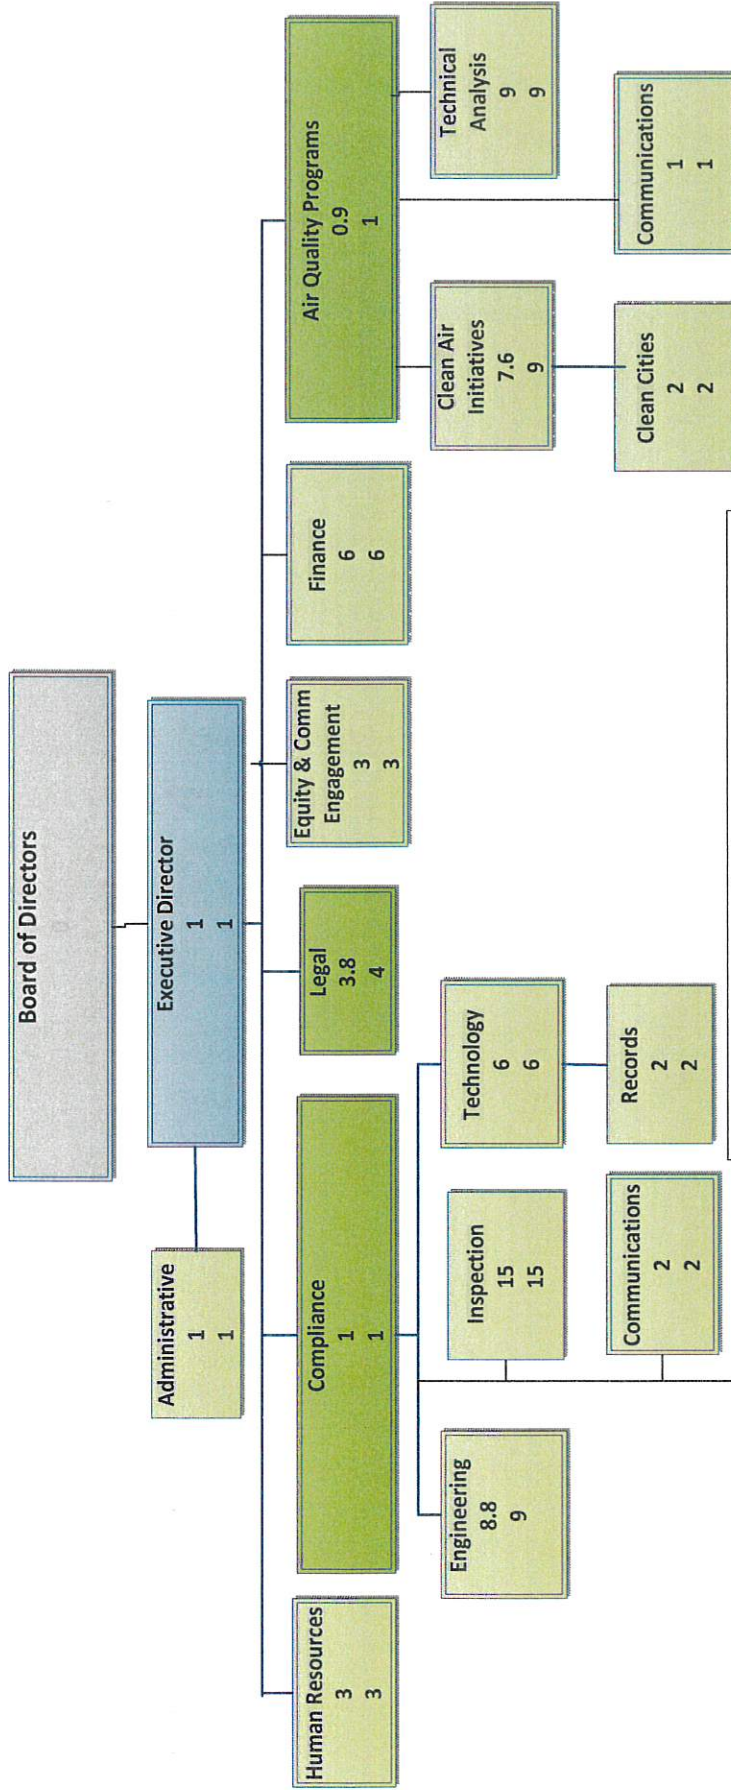 Board of Directors
Executive Director
1
1
Administrative
1
1
Human Resources
3
3
Compliance
1
1
Legal
3.8
4
Equity & Comm
Engagement
3
3
Finance
6
6
Air Quality Programs
0.9
1
Engineering
8.8
9
Inspection
15
15
Technology
6
6
Clean Air
Initiatives
7.6
9
Technical
Analysis
9
9
Communications
2
2
Records
2
2
Clean Cities
2
2
Communications
1
1